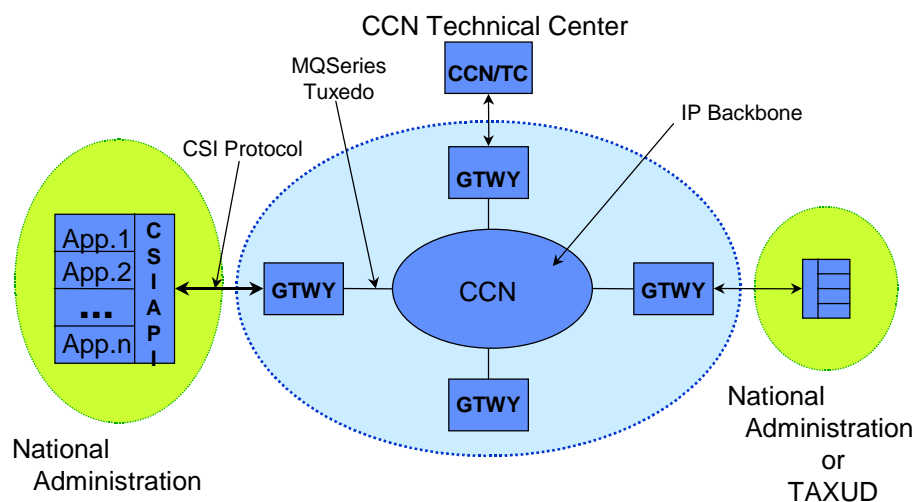 CCN Technical Center
CCN/TC
MQSeries
Tuxedo
IP Backbone
CSI Protocol
GTWY
App.1
App.2
...
App.n
C
S
I
A
P
I
GTWY
CCN
GTWY
GTWY
National
Administration
National
Administration
or
TAXUD